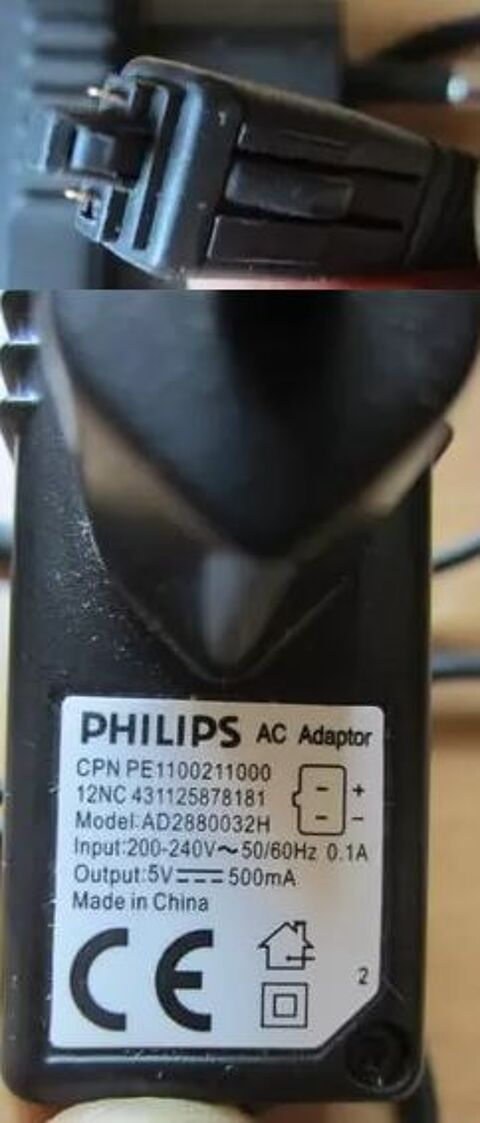 PHILIPS AC Adaptor
CPN PE1100211000
12NC 431125878181
Model:AD2880032H
+
-
Input:200-240V~50/60Hz 0.1A
Output:5V⎓500mA
Made in China
CE
2